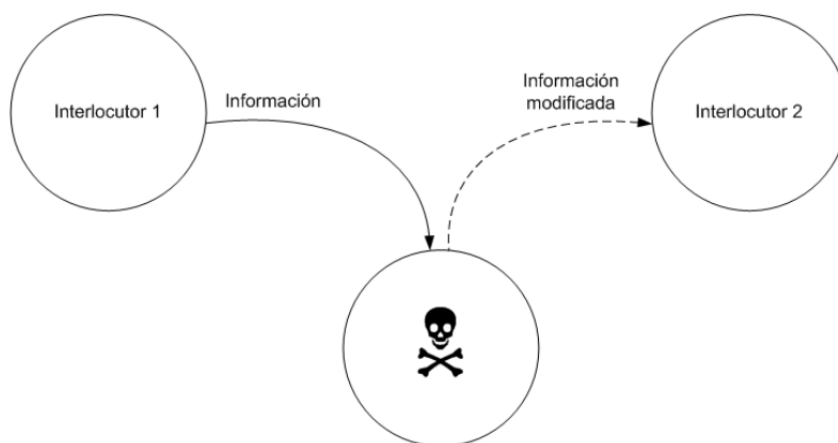 Interlocutor 1
Información
Información
modificada
Interlocutor 2